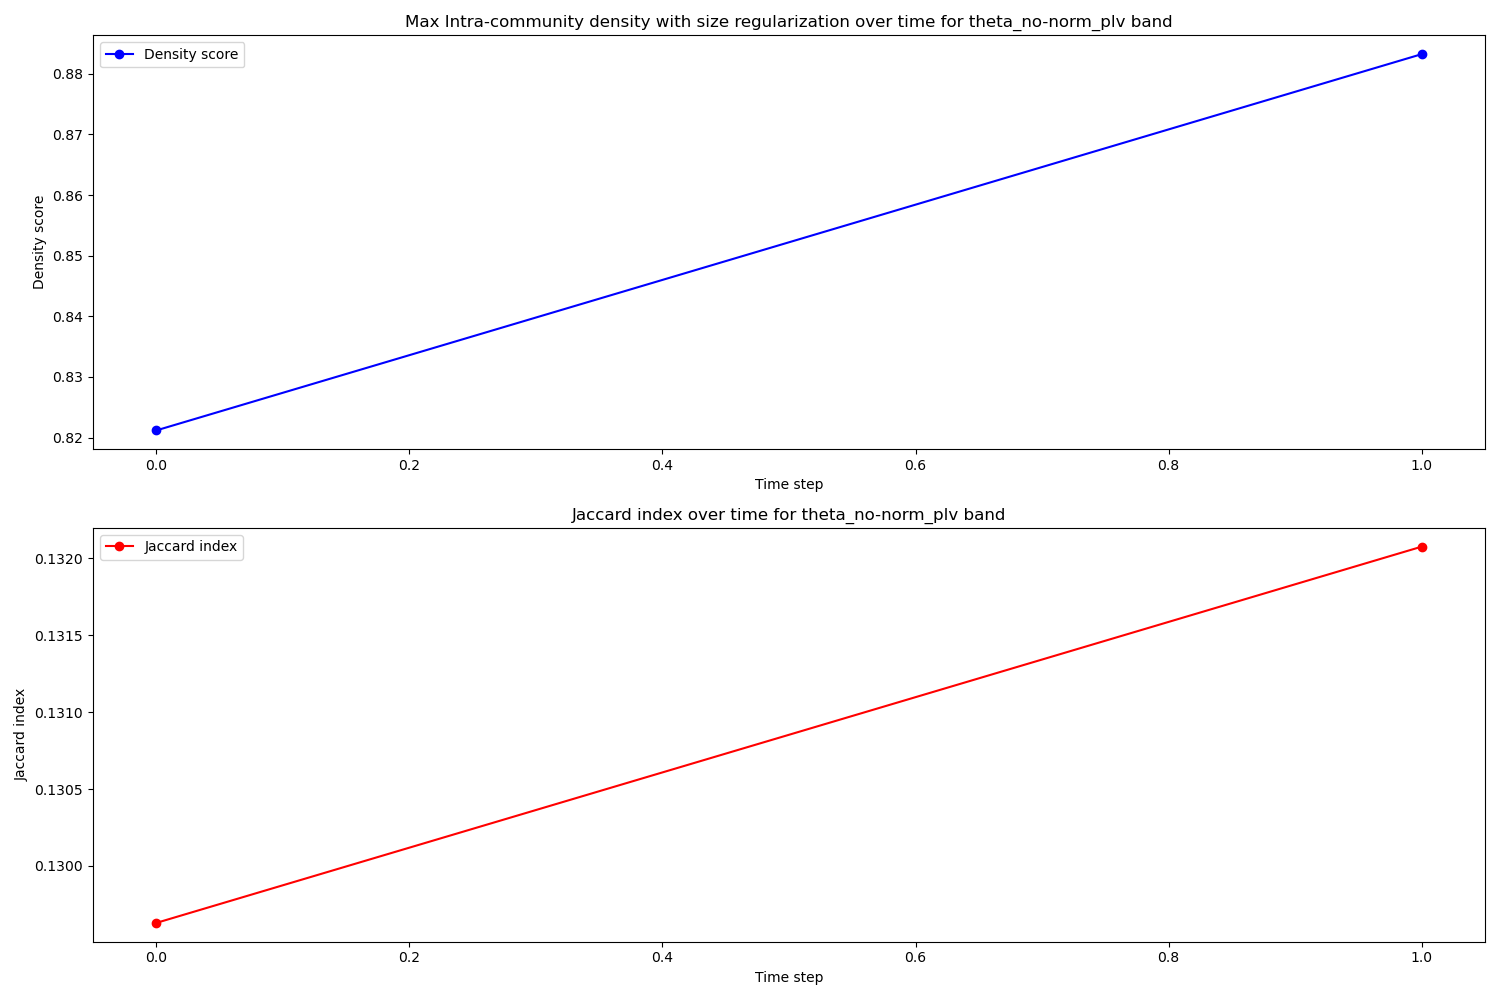 Max Intra-community density with size regularization over time for theta_no-norm_plv band
Density score
0.88
0.87
0.86
0.85
0.84
0.83
0.82
Density score
0.0 0.2 0.4 0.6 0.8 1.0
Time step
Jaccard index over time for theta_no-norm_plv band
Jaccard index
0.1320
0.1315
0.1310
0.1305
0.1300
Jaccard index
0.0 0.2 0.4 0.6 0.8 1.0
Time step